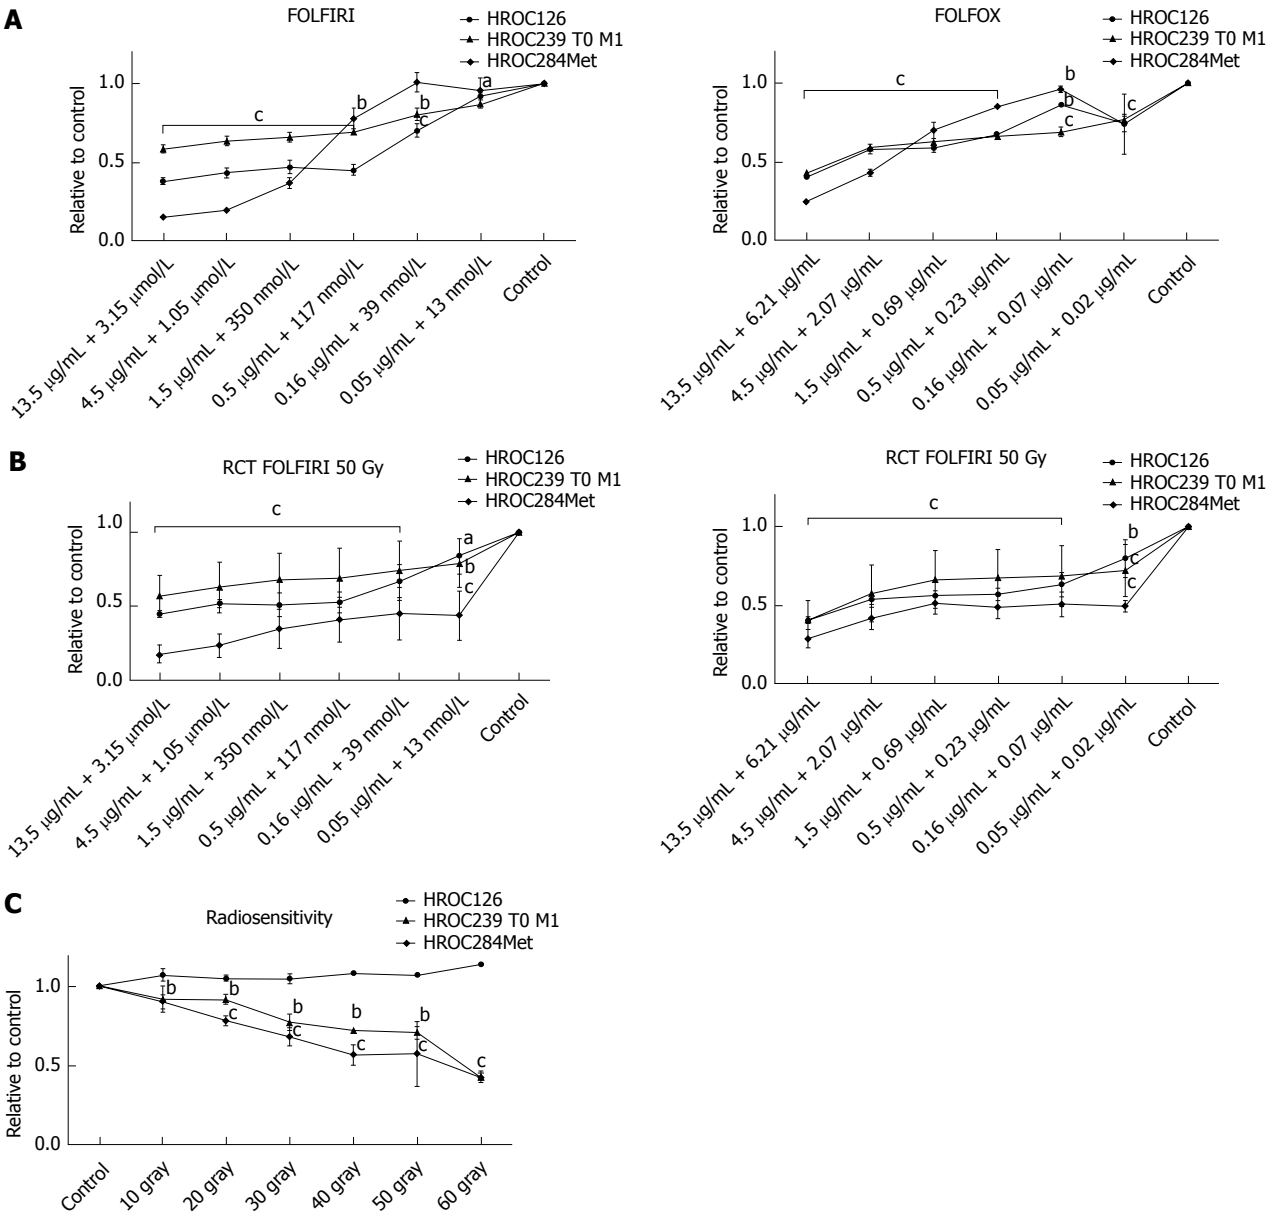 A
FOLFIRI
HROC126
HROC239 T0 M1
HROC284Met
Relative to control
1.0
0.5
0.0
c
b
b
c
a
13.5 µg/mL + 3.15 µmol/L
4.5 µg/mL + 1.05 µmol/L
1.5 µg/mL + 350 nmol/L
0.5 µg/mL + 117 nmol/L
0.16 µg/mL + 39 nmol/L
0.05 µg/mL + 13 nmol/L
Control
FOLFOX
HROC126
HROC239 T0 M1
HROC284Met
Relative to control
1.0
0.5
0.0
c
b
b
c
c
13.5 µg/mL + 6.21 µg/mL
4.5 µg/mL + 2.07 µg/mL
1.5 µg/mL + 0.69 µg/mL
0.5 µg/mL + 0.23 µg/mL
0.16 µg/mL + 0.07 µg/mL
0.05 µg/mL + 0.02 µg/mL
Control
B
RCT FOLFIRI 50 Gy
HROC126
HROC239 T0 M1
HROC284Met
Relative to control
1.0
0.5
0.0
c
a
b
c
13.5 µg/mL + 3.15 µmol/L
4.5 µg/mL + 1.05 µmol/L
1.5 µg/mL + 350 nmol/L
0.5 µg/mL + 117 nmol/L
0.16 µg/mL + 39 nmol/L
0.05 µg/mL + 13 nmol/L
Control
RCT FOLFIRI 50 Gy
HROC126
HROC239 T0 M1
HROC284Met
Relative to control
1.0
0.5
0.0
c
b
c
c
13.5 µg/mL + 6.21 µg/mL
4.5 µg/mL + 2.07 µg/mL
1.5 µg/mL + 0.69 µg/mL
0.5 µg/mL + 0.23 µg/mL
0.16 µg/mL + 0.07 µg/mL
0.05 µg/mL + 0.02 µg/mL
Control
C
Radiosensitivity
HROC126
HROC239 T0 M1
HROC284Met
Relative to control
1.0
0.5
0.0
b
b
c
b
c
b
c
b
c
c
Control
10 gray
20 gray
30 gray
40 gray
50 gray
60 gray